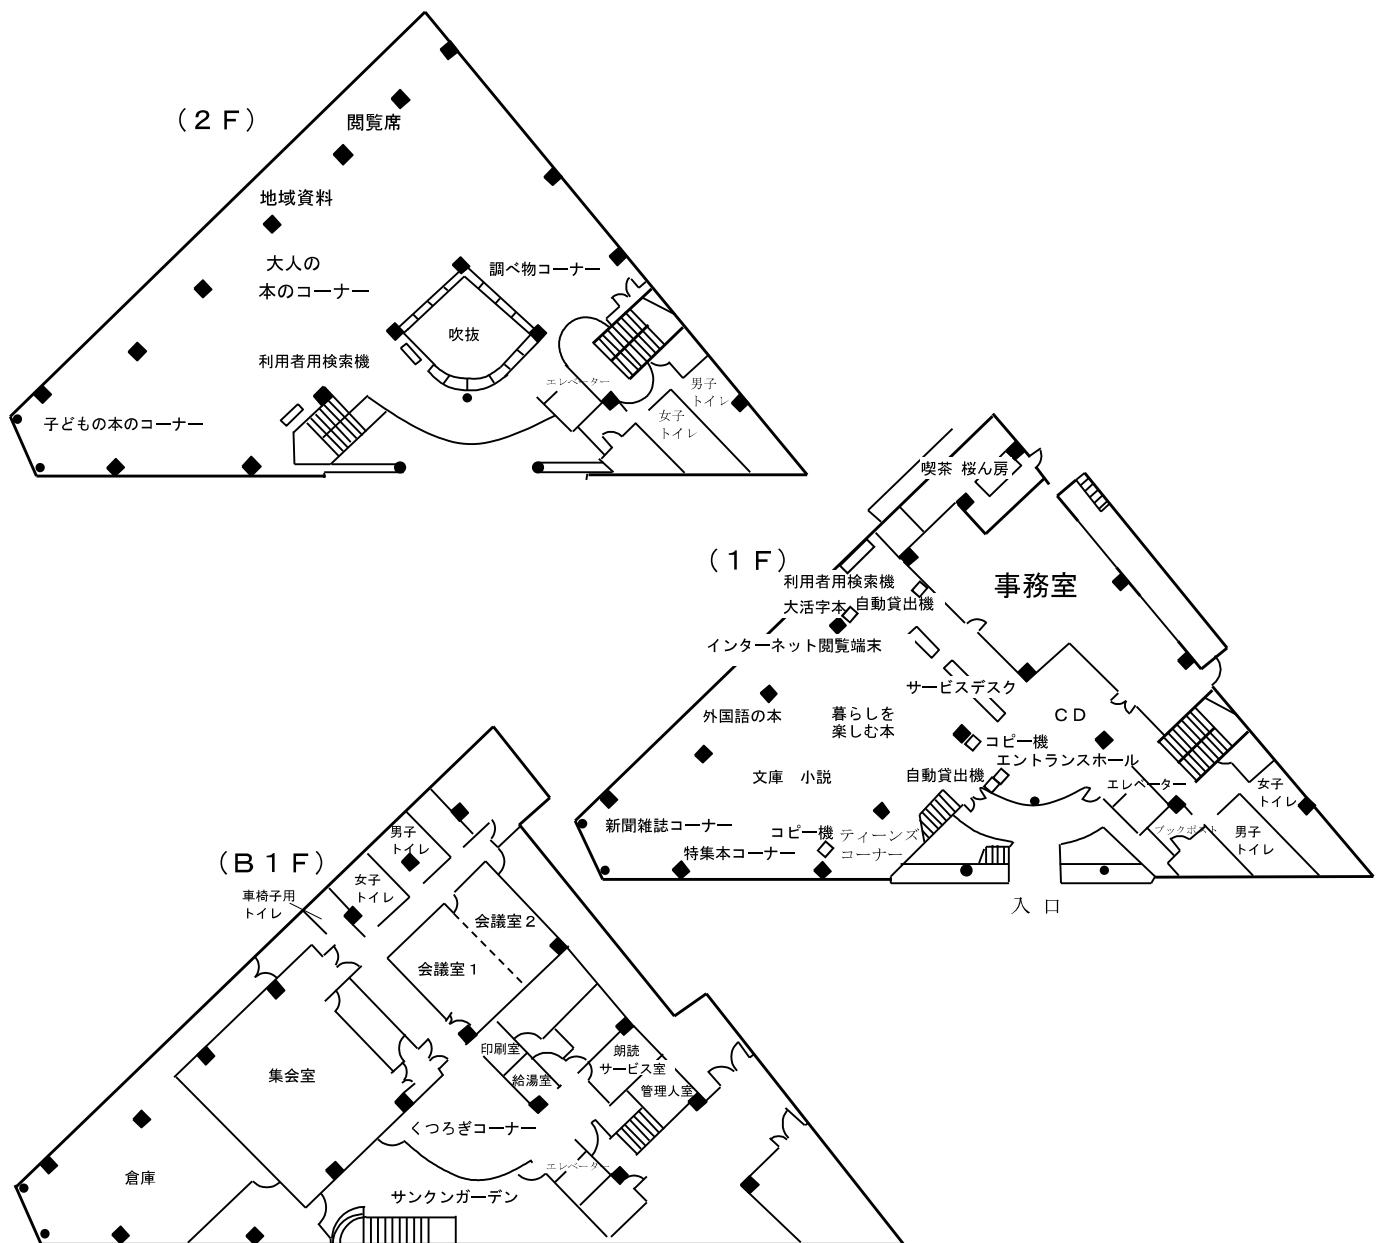 （２Ｆ）
閲覧席
地域資料
大人の
本のコーナー
調べ物コーナー
吹抜
利用者用検索機
エレベーター
男子
トイレ
女子
トイレ
子どもの本のコーナー
（１Ｆ）
喫茶 桜ん房
事務室
利用者用検索機
大活字本
自動貸出機
インターネット閲覧端末
サービスデスク
外国語の本
暮らしを
楽しむ本
ＣＤ
コピー機
エントランスホール
文庫 小説
自動貸出機
エレベーター
女子
トイレ
新聞雑誌コーナー
コピー機
ティーンズ
コーナー
ブックポスト
男子
トイレ
特集本コーナー
入 口
（Ｂ１Ｆ）
男子
トイレ
女子
トイレ
車椅子用
トイレ
会議室２
会議室１
印刷室
給湯室
朗読
サービス室
管理人室
集会室
くつろぎコーナー
エレベーター
倉庫
サンクンガーデン